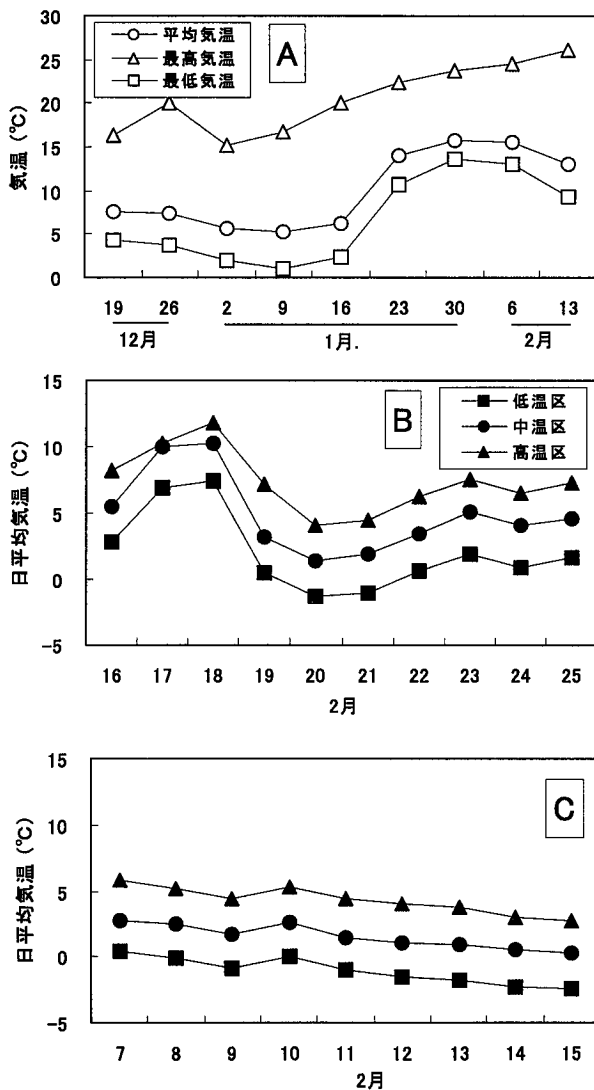 30
25
20
15
10
5
0
気温 (℃)
平均気温
最高気温
最低気温
A
19 26 2 9 16 23 30 6 13
12月 1月. 2月
15
10
5
0
−5
日平均気温 (℃)
B
低温区
中温区
高温区
16 17 18 19 20 21 22 23 24 25
2月
15
10
5
0
−5
日平均気温 (℃)
C
7 8 9 10 11 12 13 14 15
2月